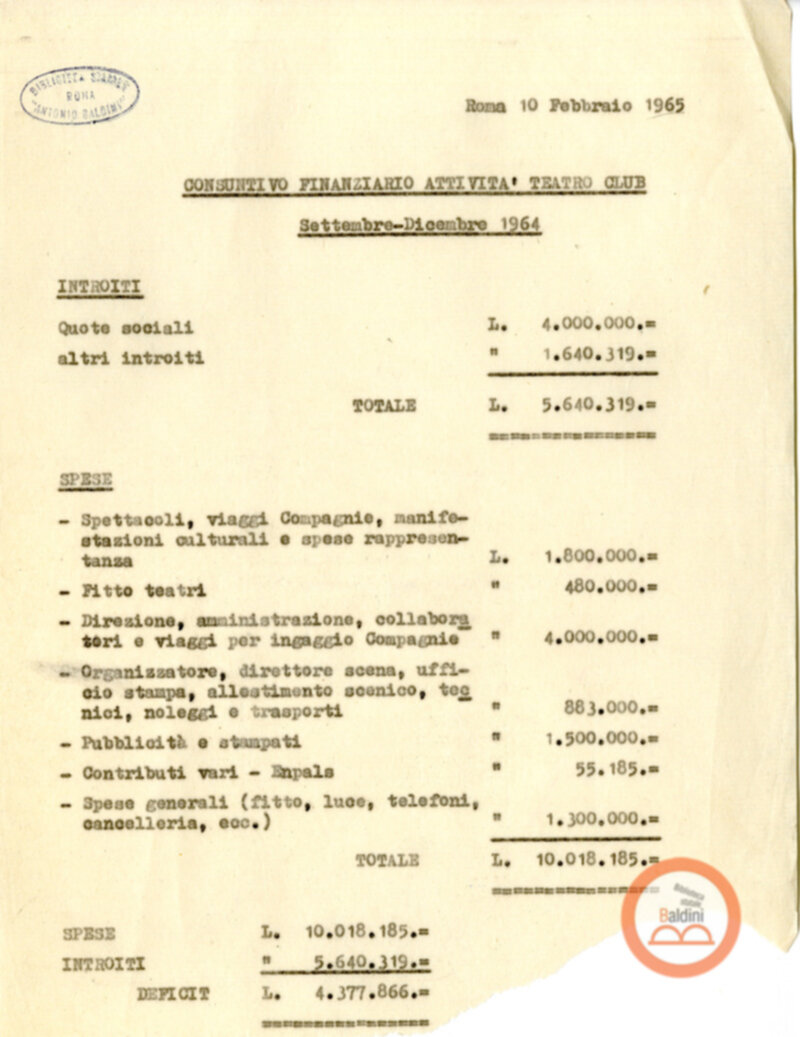 BIBLIOTECA STATALE
ROMA
"ANTONIO BALDINI"
Roma 10 Febbraio 1965
CONSUNTIVO FINANZIARIO ATTIVITA' TEATRO CLUB
Settembre-Dicembre 1964
INTROITI
Quote sociali L. 4.000.000.=
altri introiti " 1.640.319.=
TOTALE L. 5.640.319.=
SPESE
- Spettacoli, viaggi Compagnie, manife-
stazioni culturali e spese rappresen-
tanza L. 1.800.000.=
- Fitto teatri " 480.000.=
- Direzione, amministrazione, collabora
tori e viaggi per ingaggio Compagnie " 4.000.000.=
- Organizzatore, direttore scena, uffi-
cio stampa, allestimento scenico, tec
nici, noleggi e trasporti " 883.000.=
- Pubblicità e stampati " 1.500.000.=
- Contributi vari - Enpals " 55.185.=
- Spese generali (fitto, luce, telefoni,
cancelleria, ecc.) " 1.300.000.=
TOTALE L. 10.018.185.=
Biblioteca
statale
Baldini
SPESE L. 10.018.185.=
INTROITI " 5.640.319.=
DEFICIT L. 4.377.866.=